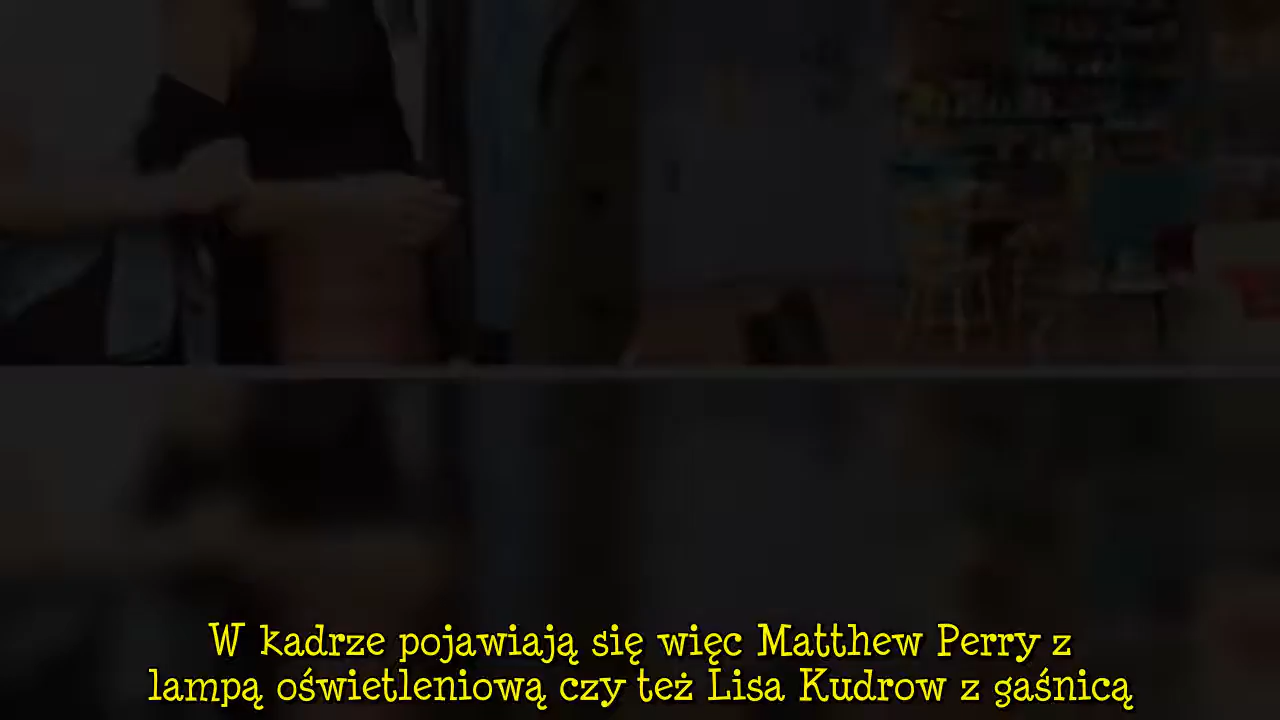 W kadrze pojawiają się więc Matthew Perry z
lampą oświetleniową czy też Lisa Kudrow z gaśnicą